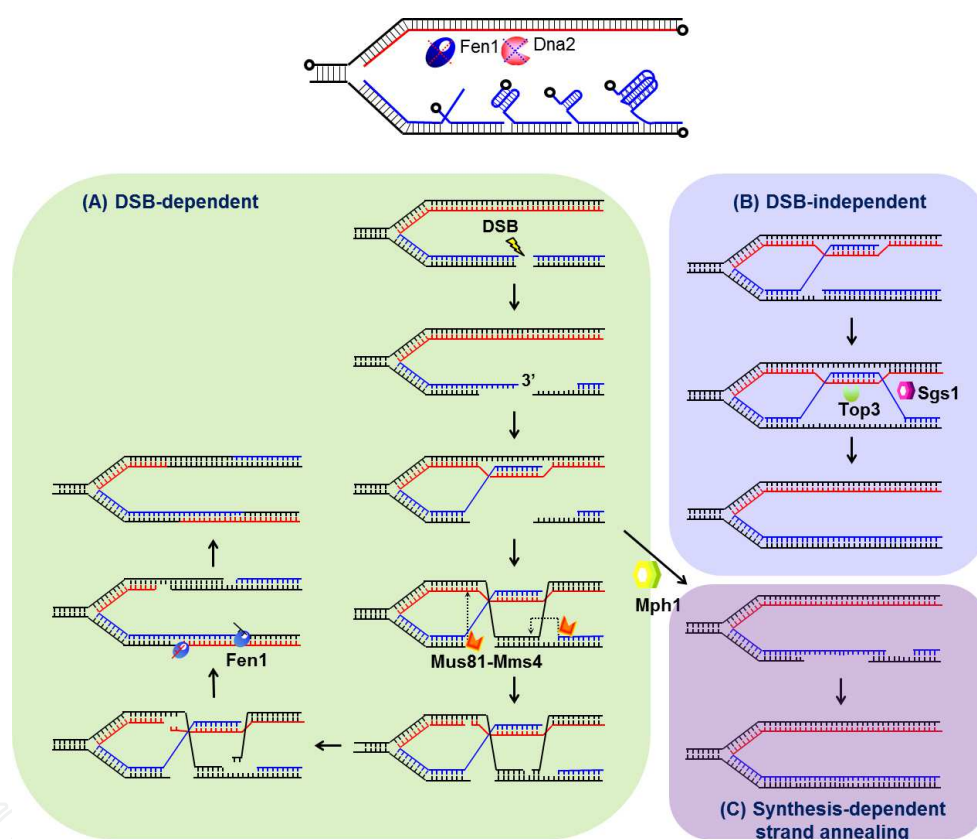 Fen1
Dna2
(A) DSB-dependent
DSB
3’
Mus81-Mms4
Fen1
(B) DSB-independent
Top3
Sgs1
Mph1
(C) Synthesis-dependent
strand annealing